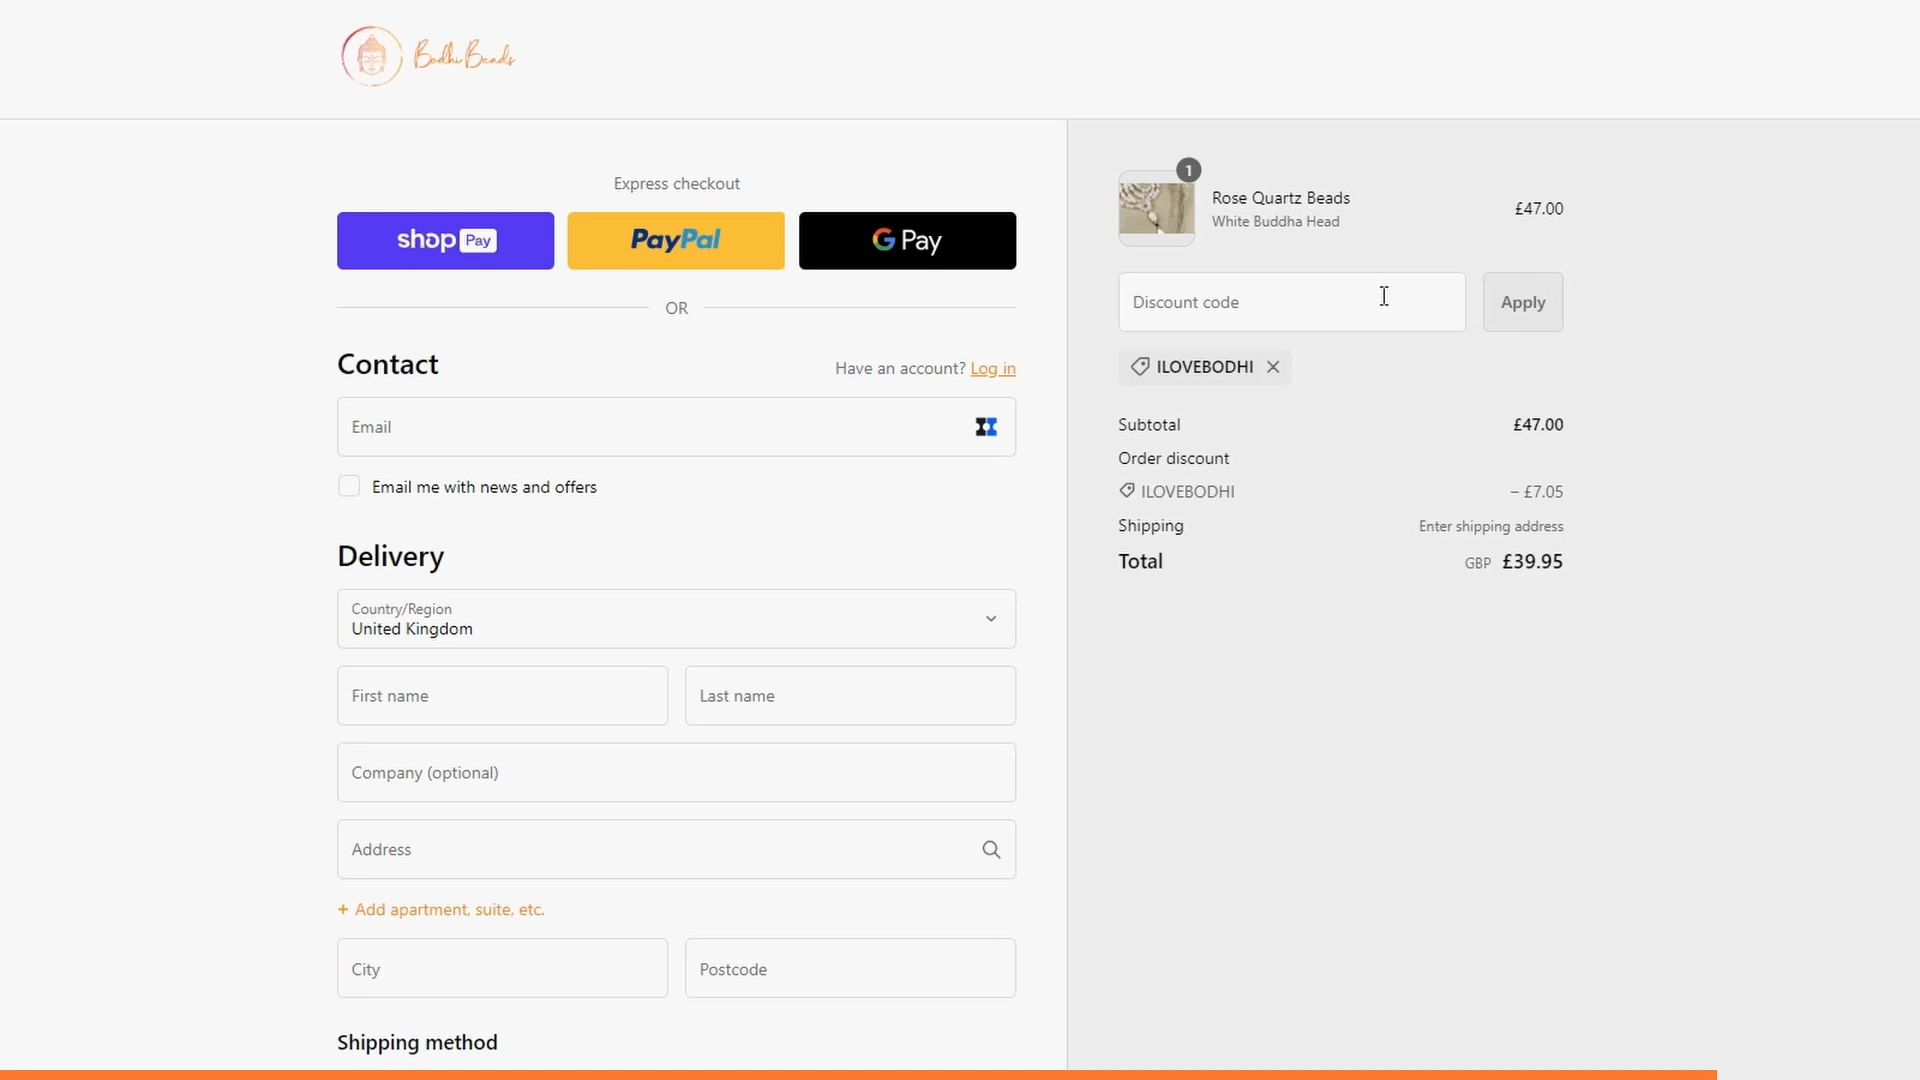 Bodhi Beads
Express checkout
shop Pay
PayPal
G Pay
OR
Contact
Have an account? Log in
Email
Email me with news and offers
Delivery
Country/Region
United Kingdom
First name
Last name
Company (optional)
Address
+ Add apartment, suite, etc.
City
Postcode
Shipping method
1
Rose Quartz Beads
White Buddha Head
£47.00
Discount code
Apply
ILOVEBODHI
Subtotal £47.00
Order discount
ILOVEBODHI − £7.05
Shipping Enter shipping address
Total GBP £39.95